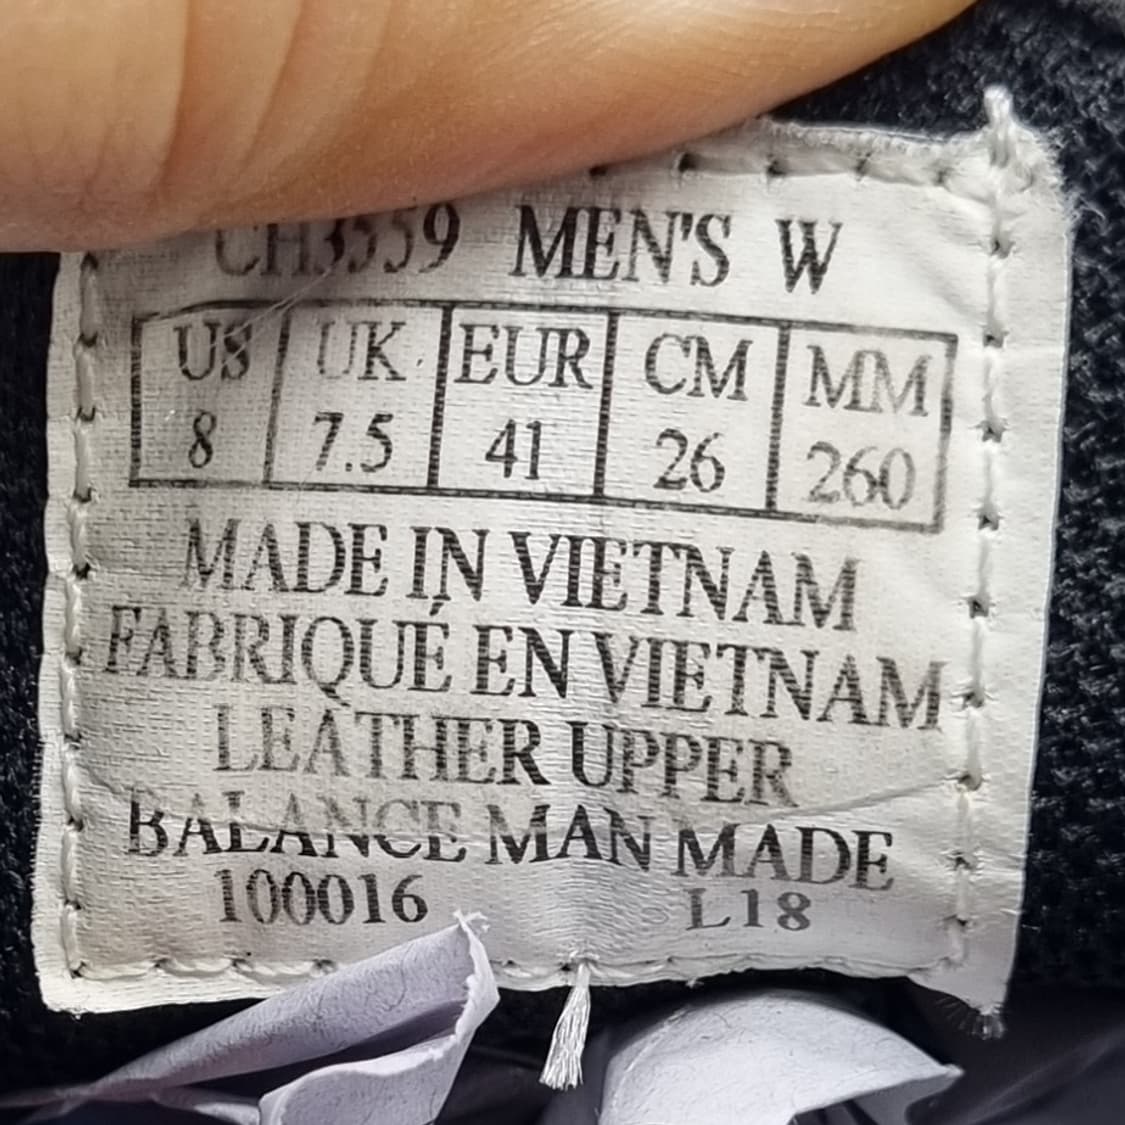 CH3559 MEN'S W
US UK EUR CM MM
8 7.5 41 26 260
MADE IN VIETNAM
FABRIQUÉ EN VIETNAM
LEATHER UPPER
BALANCE MAN MADE
100016 L18